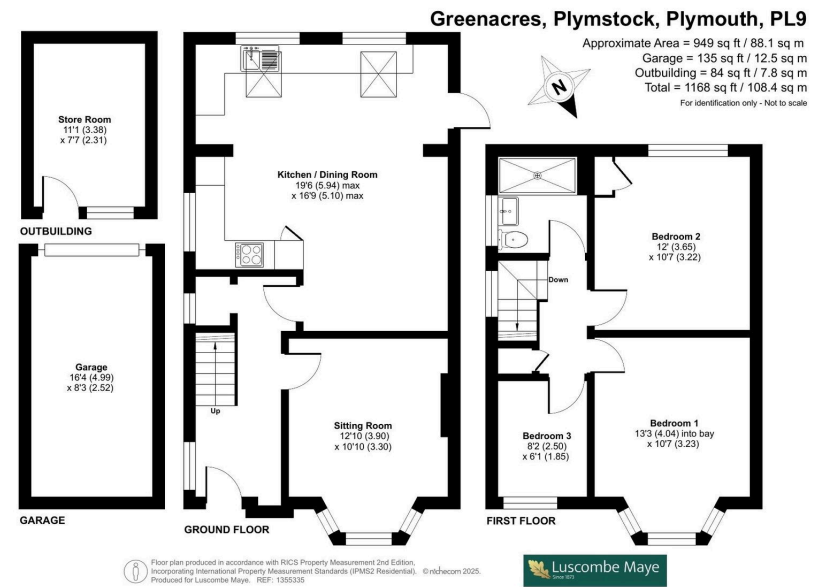 Greenacres, Plymstock, Plymouth, PL9
Approximate Area = 949 sq ft / 88.1 sq m
Garage = 135 sq ft / 12.5 sq m
Outbuilding = 84 sq ft / 7.8 sq m
Total = 1168 sq ft / 108.4 sq m
For identification only - Not to scale
N
Store Room
11'1 (3.38)
x 7'7 (2.31)
OUTBUILDING
Garage
16'4 (4.99)
x 8'3 (2.52)
GARAGE
Kitchen / Dining Room
19'6 (5.94) max
x 16'9 (5.10) max
Up
Sitting Room
12'10 (3.90)
x 10'10 (3.30)
GROUND FLOOR
Bedroom 2
12' (3.65)
x 10'7 (3.22)
Down
Bedroom 3
8'2 (2.50)
x 6'1 (1.85)
Bedroom 1
13'3 (4.04) into bay
x 10'7 (3.23)
FIRST FLOOR
Floor plan produced in accordance with RICS Property Measurement 2nd Edition,
Incorporating International Property Measurement Standards (IPMS2 Residential). © nichecom 2025.
Produced for Luscombe Maye. REF: 1355335
Luscombe Maye
Since 1873